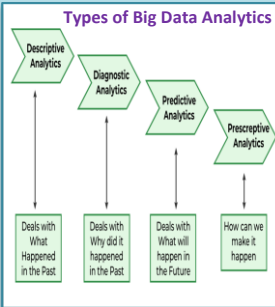 Types of Big Data Analytics
Descriptive
Analytics
Diagnostic
Analytics
Predictive
Analytics
Prescreptive
Analytics
Deals with
What
Happened
in the Past
Deals with
Why did it
happened
in the Past
Deals with
What will
happen in
the Future
How can we
make it
happen